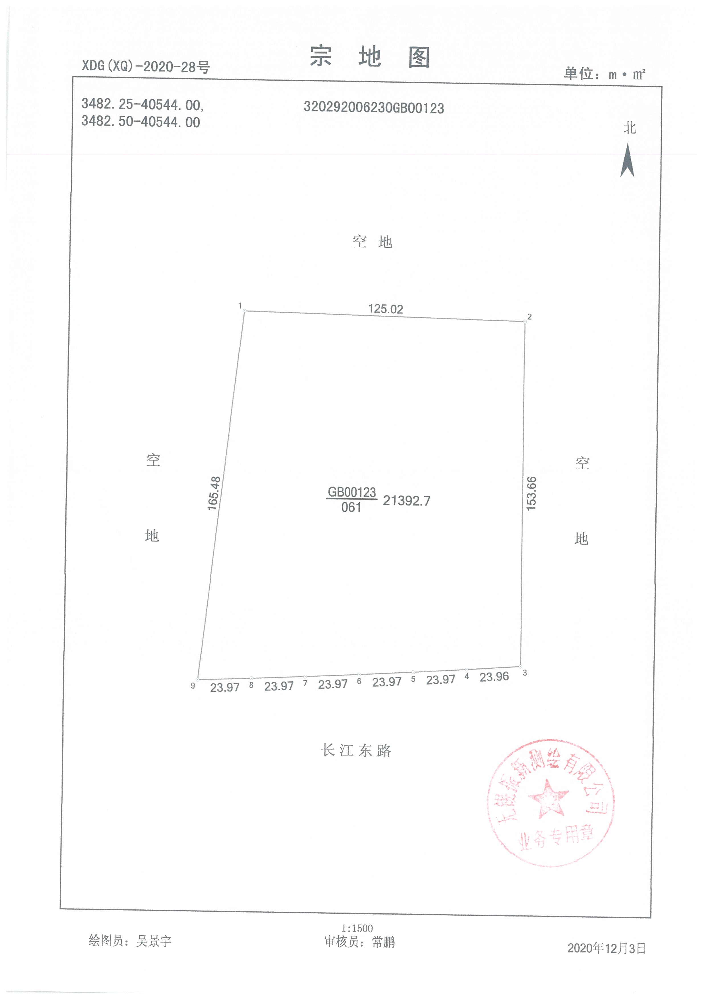 宗 地 图
XDG(XQ)-2020-28号
单位：m·m²
3482.25-40544.00,
3482.50-40544.00
320292006230GB00123
北
空 地
1
125.02
2
空
地
165.48
GB00123
061
21392.7
153.66
空
地
9
23.97
8
23.97
7
23.97
6
23.97
5
23.97
4
23.96
3
长江东路
测绘有限公司
业务专用章
1:1500
绘图员：吴景宇
审核员：常鹏
2020年12月3日